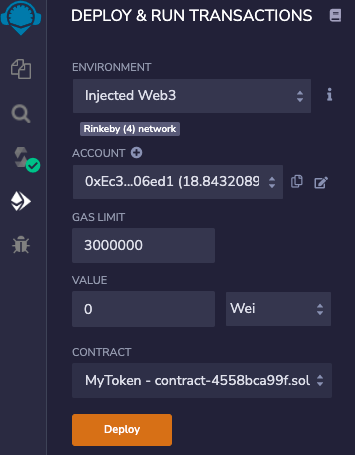 DEPLOY & RUN TRANSACTIONS
ENVIRONMENT
Injected Web3
Rinkeby (4) network
ACCOUNT
0xEc3...06ed1 (18.8432089
GAS LIMIT
3000000
VALUE
0
Wei
CONTRACT
MyToken - contract-4558bca99f.sol
Deploy